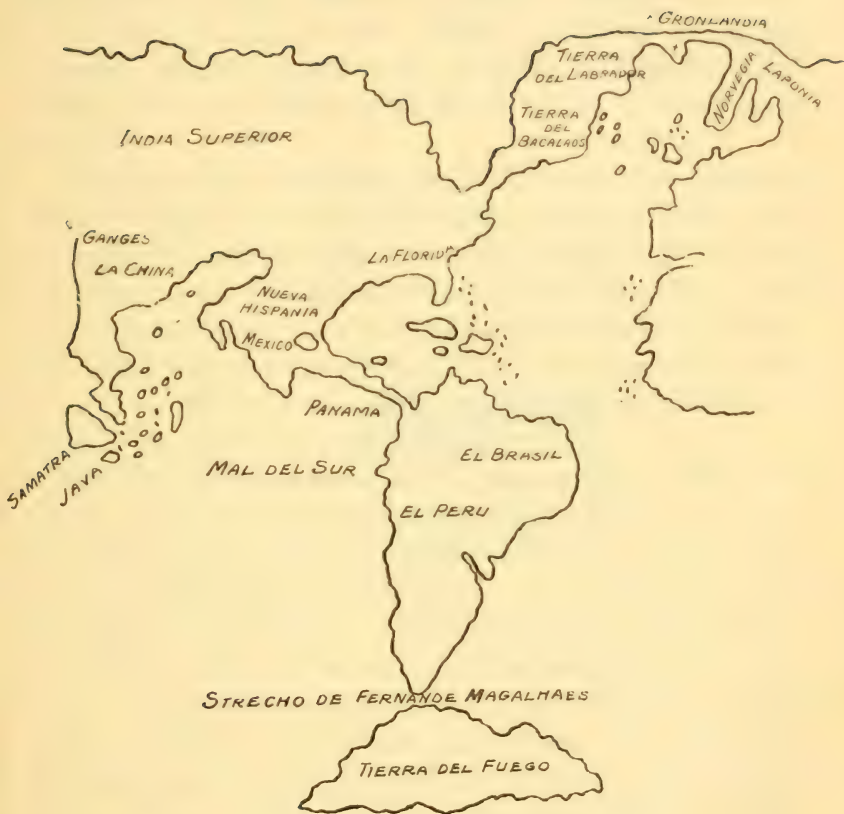 GRONLANDIA
TIERRA
DEL LABRADOR
NORVEGIA
LAPONIA
INDIA SUPERIOR
TIERRA
DEL
BACALAOS
GANGES
LA CHINA
LA FLORIDA
NUEVA
HISPANIA
MEXICO
PANAMA
EL BRASIL
MAL DEL SUR
SAMATRA
JAVA
EL PERU
STRECHO DE FERNANDE MAGALHAES
TIERRA DEL FUEGO